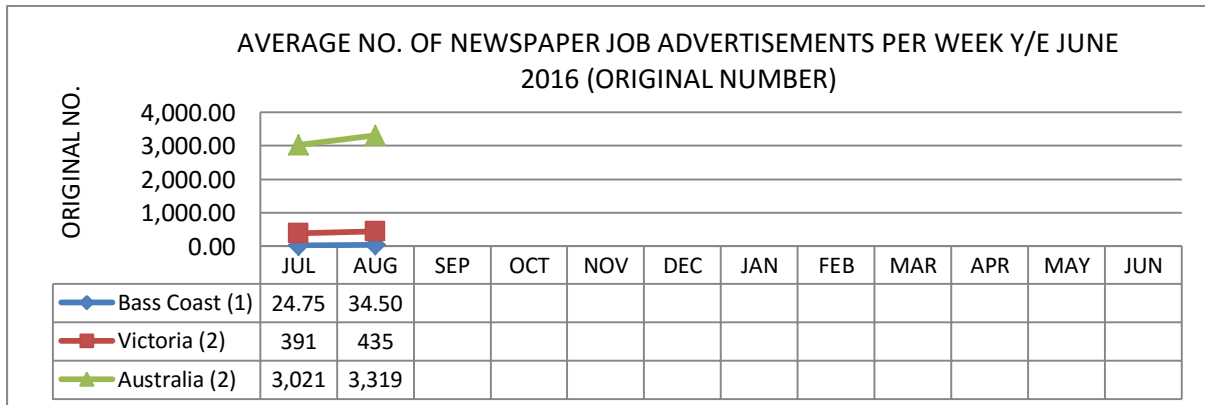 AVERAGE NO. OF NEWSPAPER JOB ADVERTISEMENTS PER WEEK Y/E JUNE
2016 (ORIGINAL NUMBER)
ORIGINAL NO.
4,000.00
3,000.00
2,000.00
1,000.00
0.00
JUL AUG SEP OCT NOV DEC JAN FEB MAR APR MAY JUN
Bass Coast (1) 24.75 34.50
Victoria (2) 391 435
Australia (2) 3,021 3,319